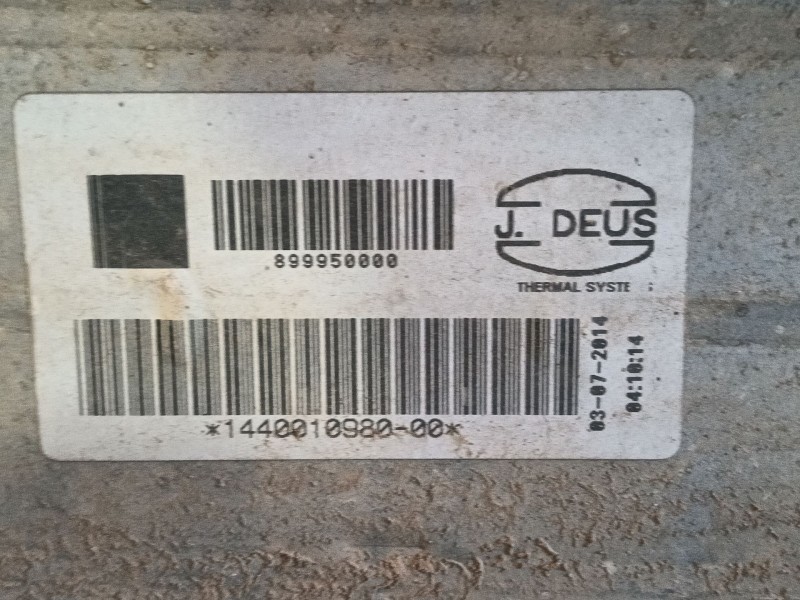 899950000
J. DEUS
THERMAL SYSTE
*1440010980-00*
03-07-2014
04:10:14